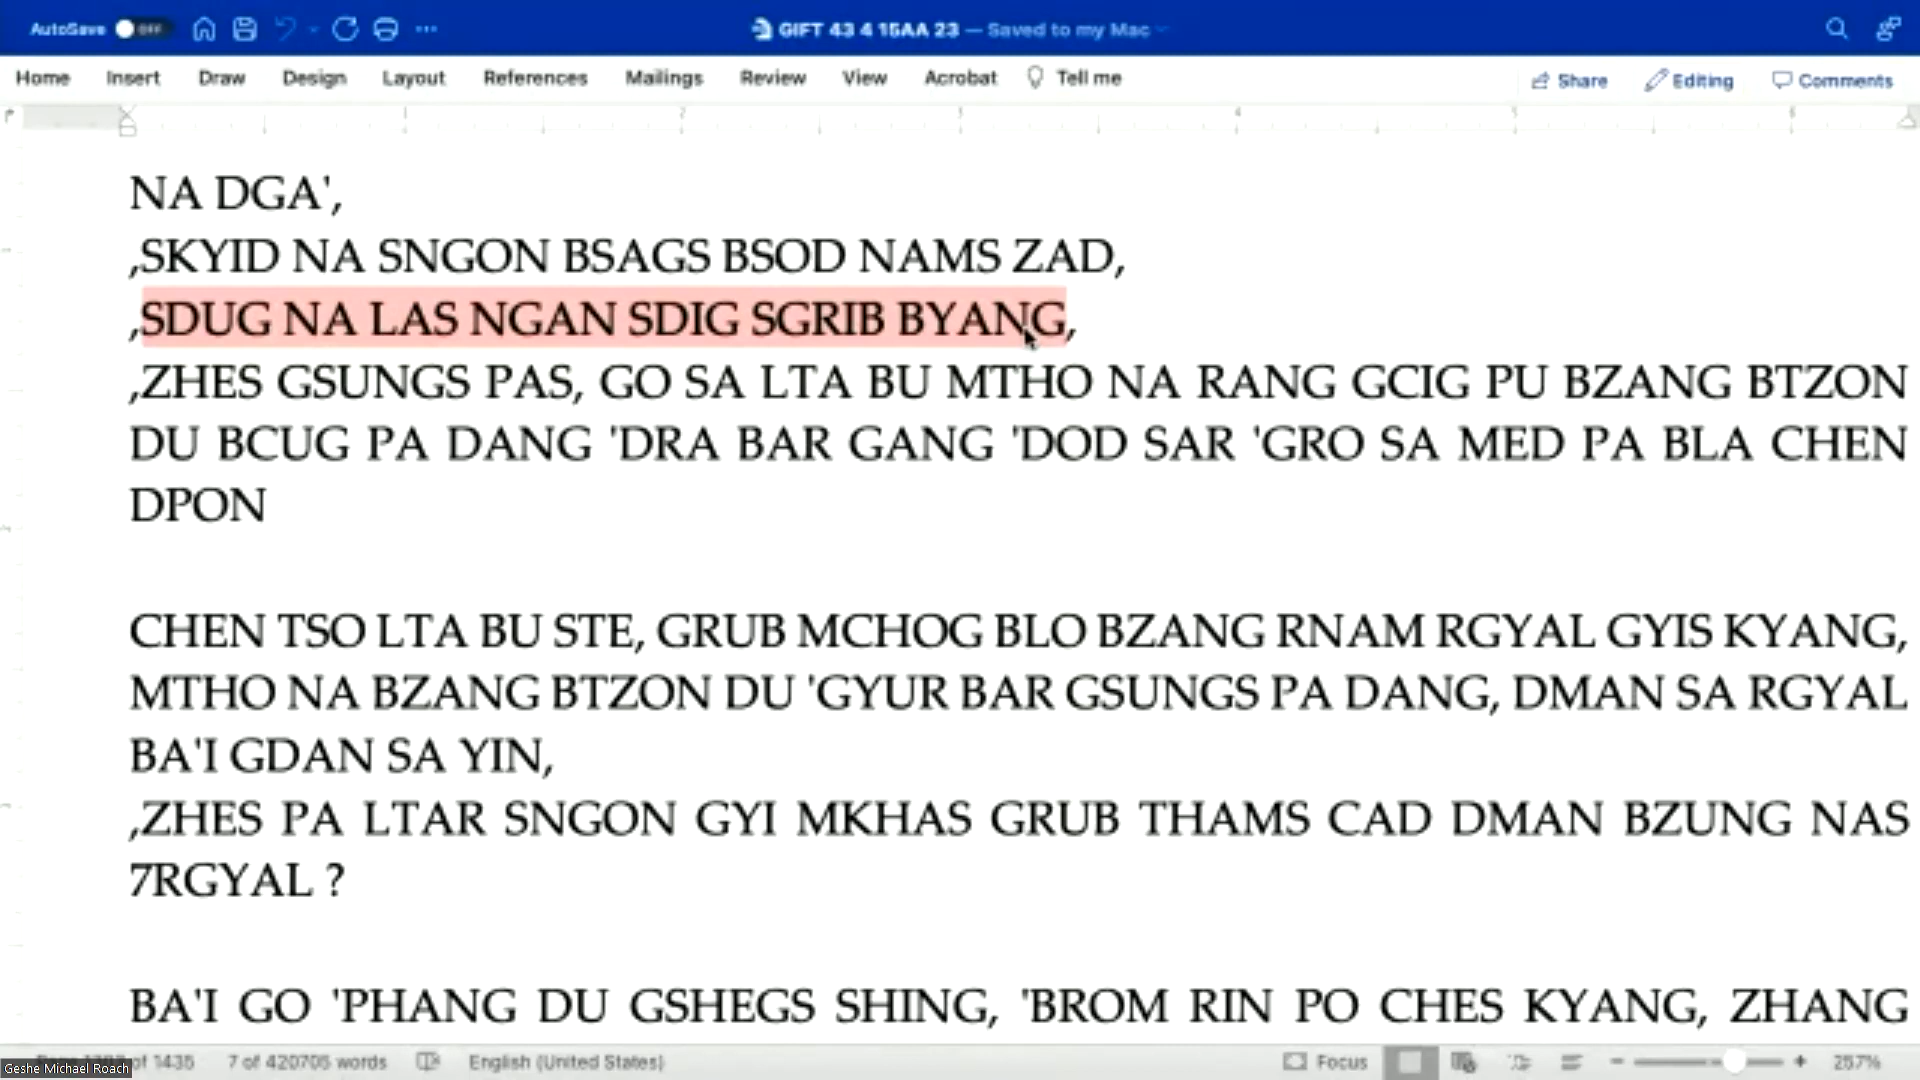 AutoSave OFF
GIFT 43 4 15AA 23 — Saved to my Mac
Home Insert Draw Design Layout References Mailings Review View Acrobat Tell me Share Editing Comments
NA DGA',
,SKYID NA SNGON BSAGS BSOD NAMS ZAD,
,SDUG NA LAS NGAN SDIG SGRIB BYANG,
,ZHES GSUNGS PAS, GO SA LTA BU MTHO NA RANG GCIG PU BZANG BTZON
DU BCUG PA DANG 'DRA BAR GANG 'DOD SAR 'GRO SA MED PA BLA CHEN
DPON
CHEN TSO LTA BU STE, GRUB MCHOG BLO BZANG RNAM RGYAL GYIS KYANG,
MTHO NA BZANG BTZON DU 'GYUR BAR GSUNGS PA DANG, DMAN SA RGYAL
BA'I GDAN SA YIN,
,ZHES PA LTAR SNGON GYI MKHAS GRUB THAMS CAD DMAN BZUNG NAS
7RGYAL ?
BA'I GO 'PHANG DU GSHEGS SHING, 'BROM RIN PO CHES KYANG, ZHANG
of 1435 7 of 420705 words English (United States) Focus 257%
Geshe Michael Roach